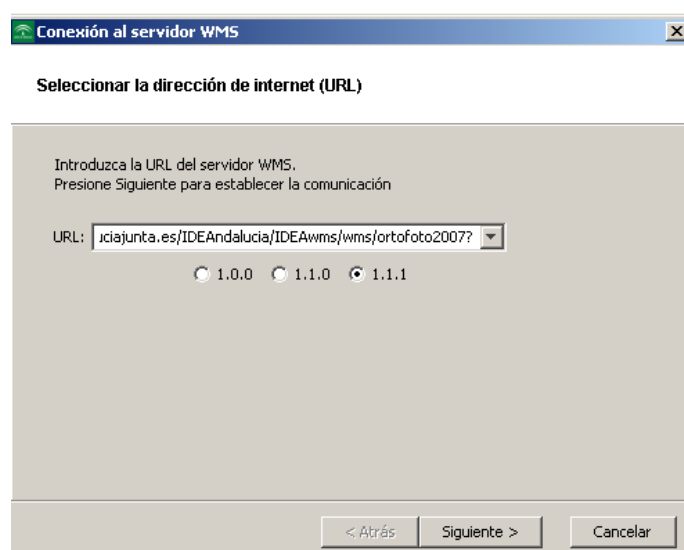 Conexión al servidor WMS
Seleccionar la dirección de internet (URL)
Introduzca la URL del servidor WMS.
Presione Siguiente para establecer la comunicación
URL: uciajunta.es/IDEAndalucia/IDEAwms/wms/ortofoto2007?
1.0.0 1.1.0 1.1.1
< Atrás Siguiente > Cancelar